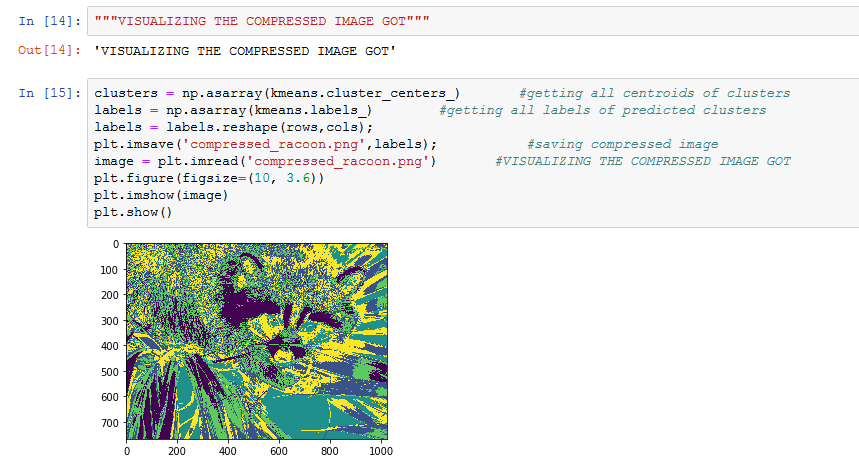 In [14]: """VISUALIZING THE COMPRESSED IMAGE GOT"""
Out[14]: 'VISUALIZING THE COMPRESSED IMAGE GOT'
In [15]: clusters = np.asarray(kmeans.cluster_centers_) #getting all centroids of clusters
labels = np.asarray(kmeans.labels_) #getting all labels of predicted clusters
labels = labels.reshape(rows,cols);
plt.imsave('compressed_racoon.png',labels); #saving compressed image
image = plt.imread('compressed_racoon.png') #VISUALIZING THE COMPRESSED IMAGE GOT
plt.figure(figsize=(10, 3.6))
plt.imshow(image)
plt.show()
0
100
200
300
400
500
600
700
0 200 400 600 800 1000